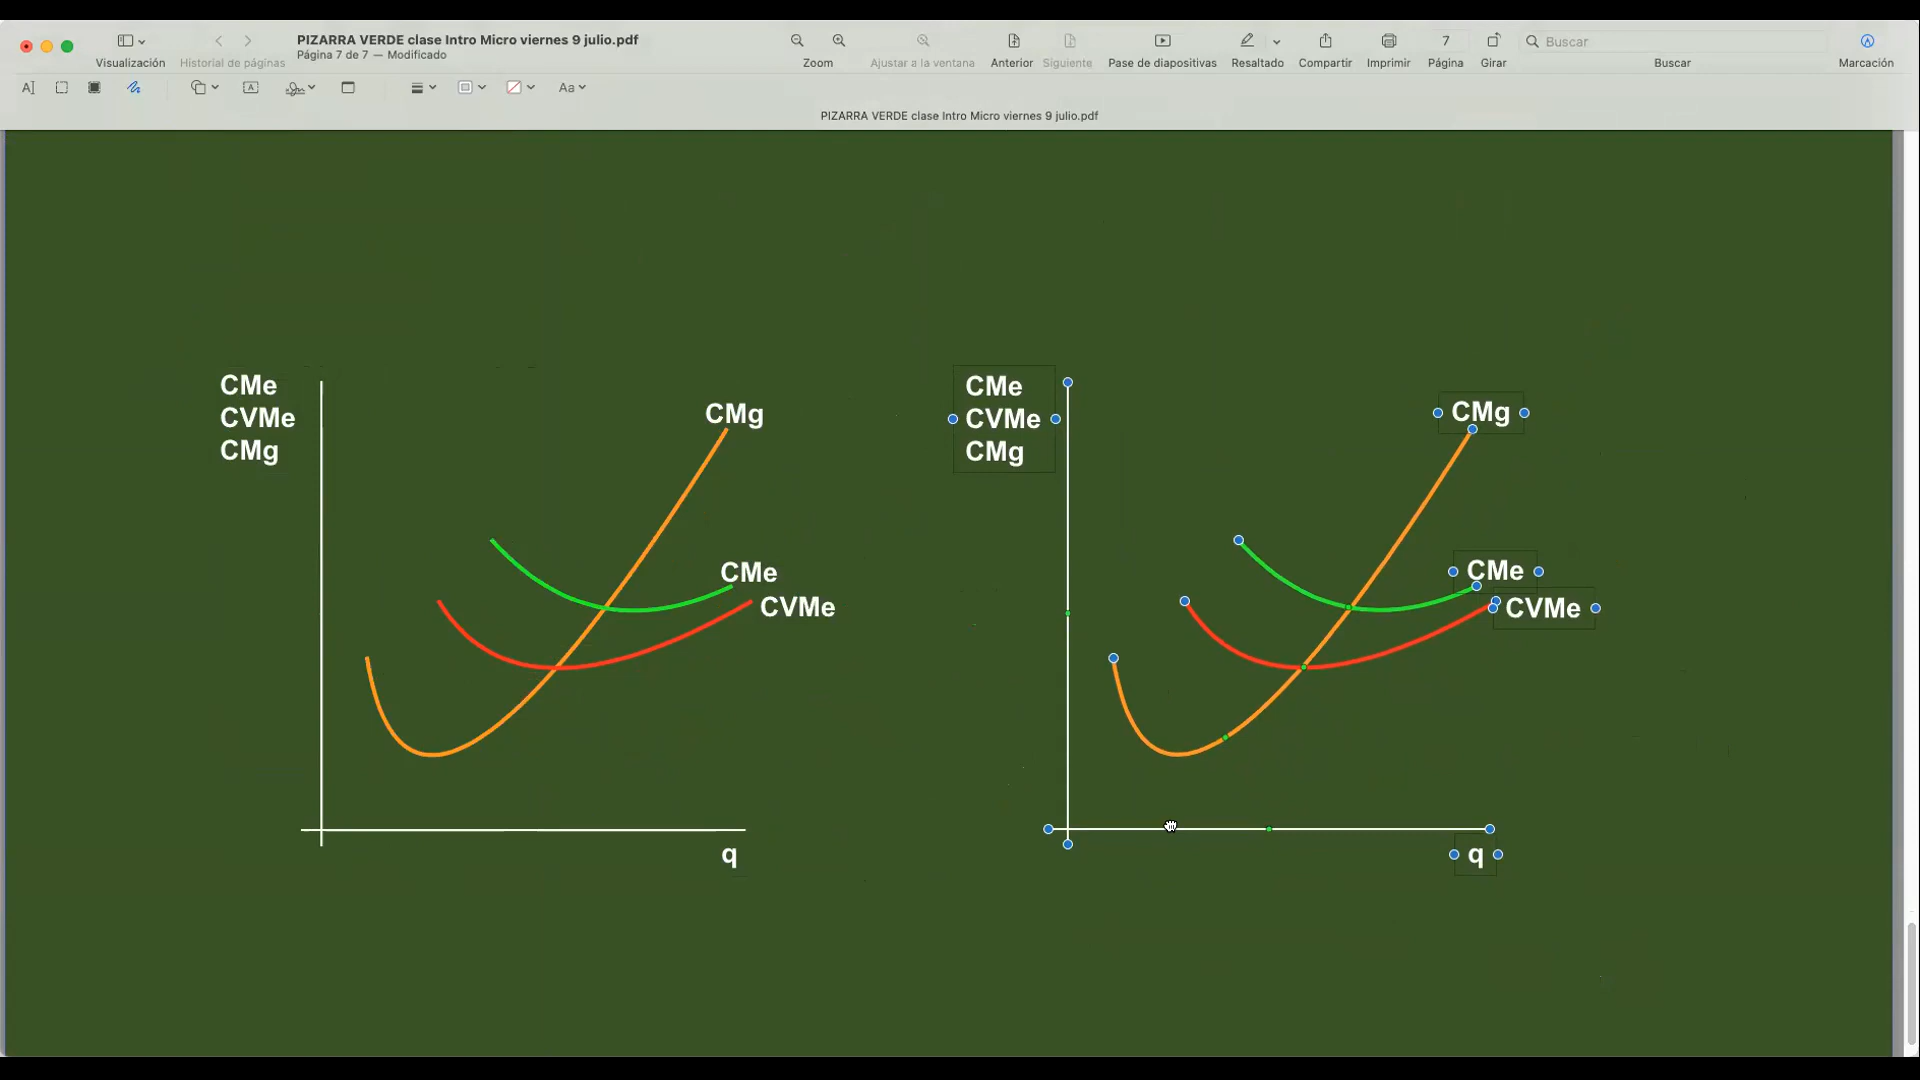 PIZARRA VERDE clase Intro Micro viernes 9 julio.pdf
Página 7 de 7 — Modificado
Visualización
Historial de páginas
Zoom
Ajustar a la ventana
Anterior
Siguiente
Pase de diapositivas
Resaltado
Compartir
Imprimir
7
Página
Girar
Buscar
Buscar
Marcación
Aa
PIZARRA VERDE clase Intro Micro viernes 9 julio.pdf
CMe
CVMe
CMg
CMg
CMe
CVMe
q
CMe
CVMe
CMg
CMg
CMe
CVMe
q